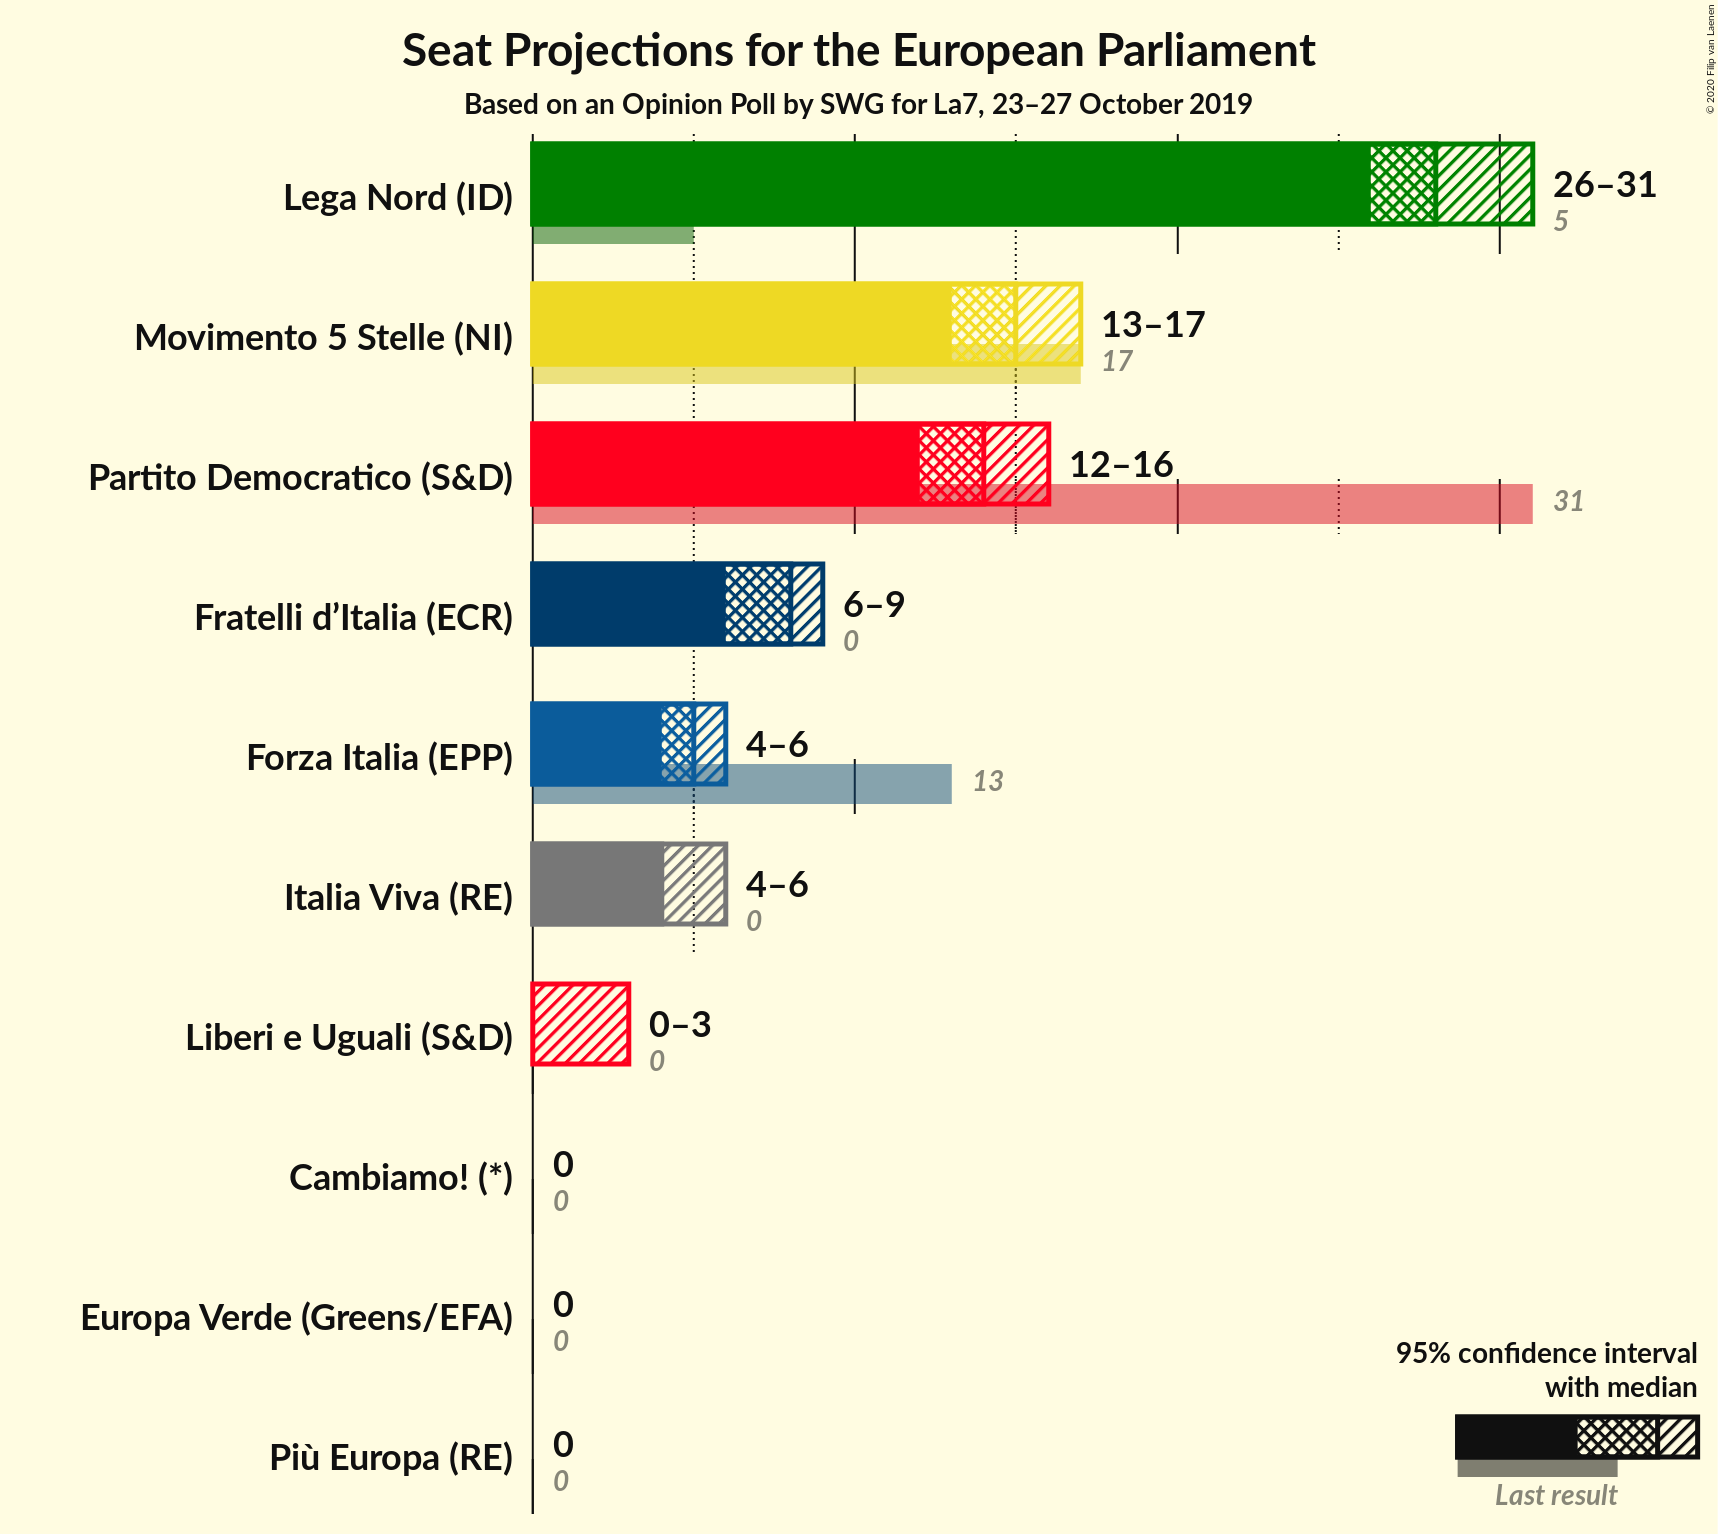 Seat Projections for the European Parliament
Based on an Opinion Poll by SWG for La7, 23–27 October 2019
© 2020 Filip van Laenen
Lega Nord (ID)
26–31
5
Movimento 5 Stelle (NI)
13–17
17
Partito Democratico (S&D)
12–16
31
Fratelli d’Italia (ECR)
6–9
0
Forza Italia (EPP)
4–6
13
Italia Viva (RE)
4–6
0
Liberi e Uguali (S&D)
0–3
0
Cambiamo! (*)
0
0
Europa Verde (Greens/EFA)
0
0
Più Europa (RE)
0
0
95% confidence interval
with median
Last result